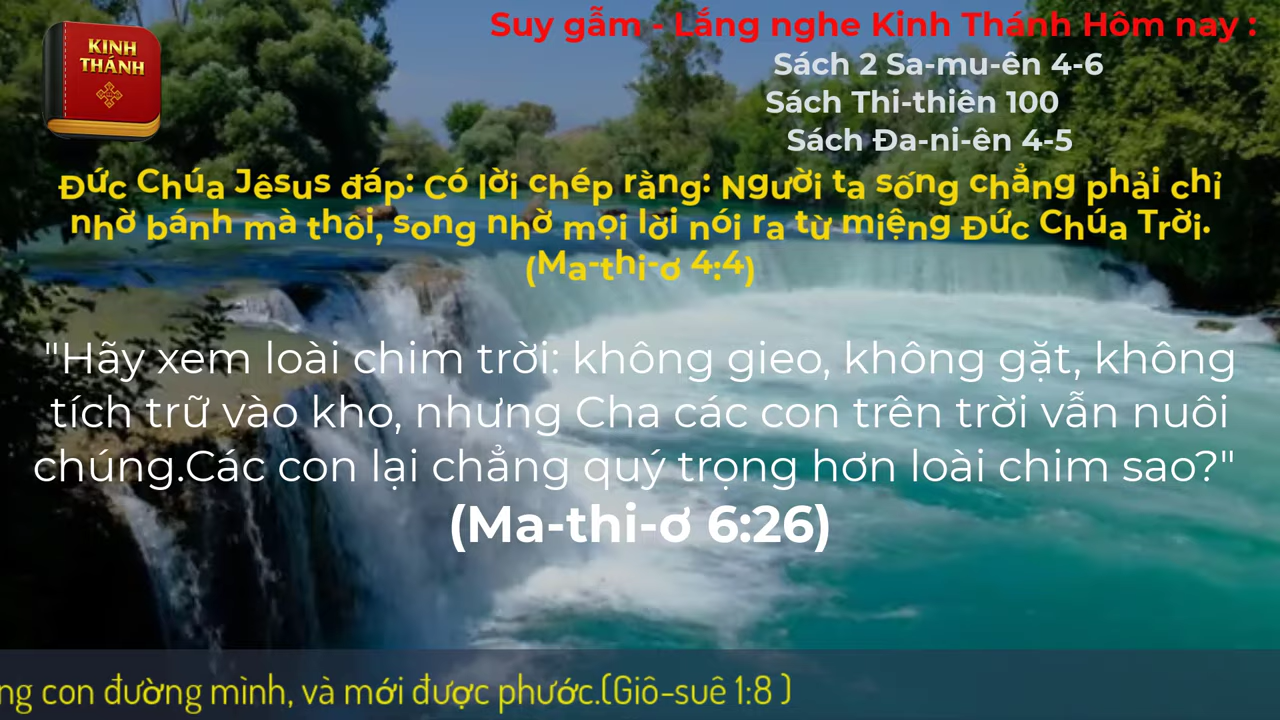 KINH
THÁNH
Suy gẫm - Lắng nghe Kinh Thánh Hôm nay :
Sách 2 Sa-mu-ên 4-6
Sách Thi-thiên 100
Sách Đa-ni-ên 4-5
Đức Chúa Jêsus đáp: Có lời chép rằng: Người ta sống chẳng phải chỉ
nhờ bánh mà thôi, song nhờ mọi lời nói ra từ miệng Đức Chúa Trời.
(Ma-thi-ơ 4:4)
"Hãy xem loài chim trời: không gieo, không gặt, không
tích trữ vào kho, nhưng Cha các con trên trời vẫn nuôi
chúng.Các con lại chẳng quý trọng hơn loài chim sao?"
(Ma-thi-ơ 6:26)
ng con đường mình, và mới được phước.(Giô-suê 1:8 )